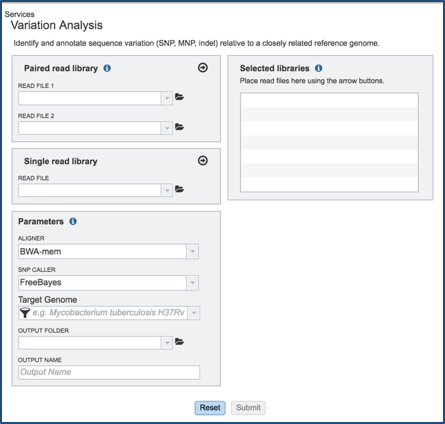 Services
Variation Analysis
Identify and annotate sequence variation (SNP, MNP, indel) relative to a closely related reference genome.
Paired read library
READ FILE 1
READ FILE 2
Single read library
READ FILE
Parameters
ALIGNER
BWA-mem
SNP CALLER
FreeBayes
Target Genome
e.g. Mycobacterium tuberculosis H37Rv
OUTPUT FOLDER
OUTPUT NAME
Output Name
Selected libraries
Place read files here using the arrow buttons.
Reset Submit